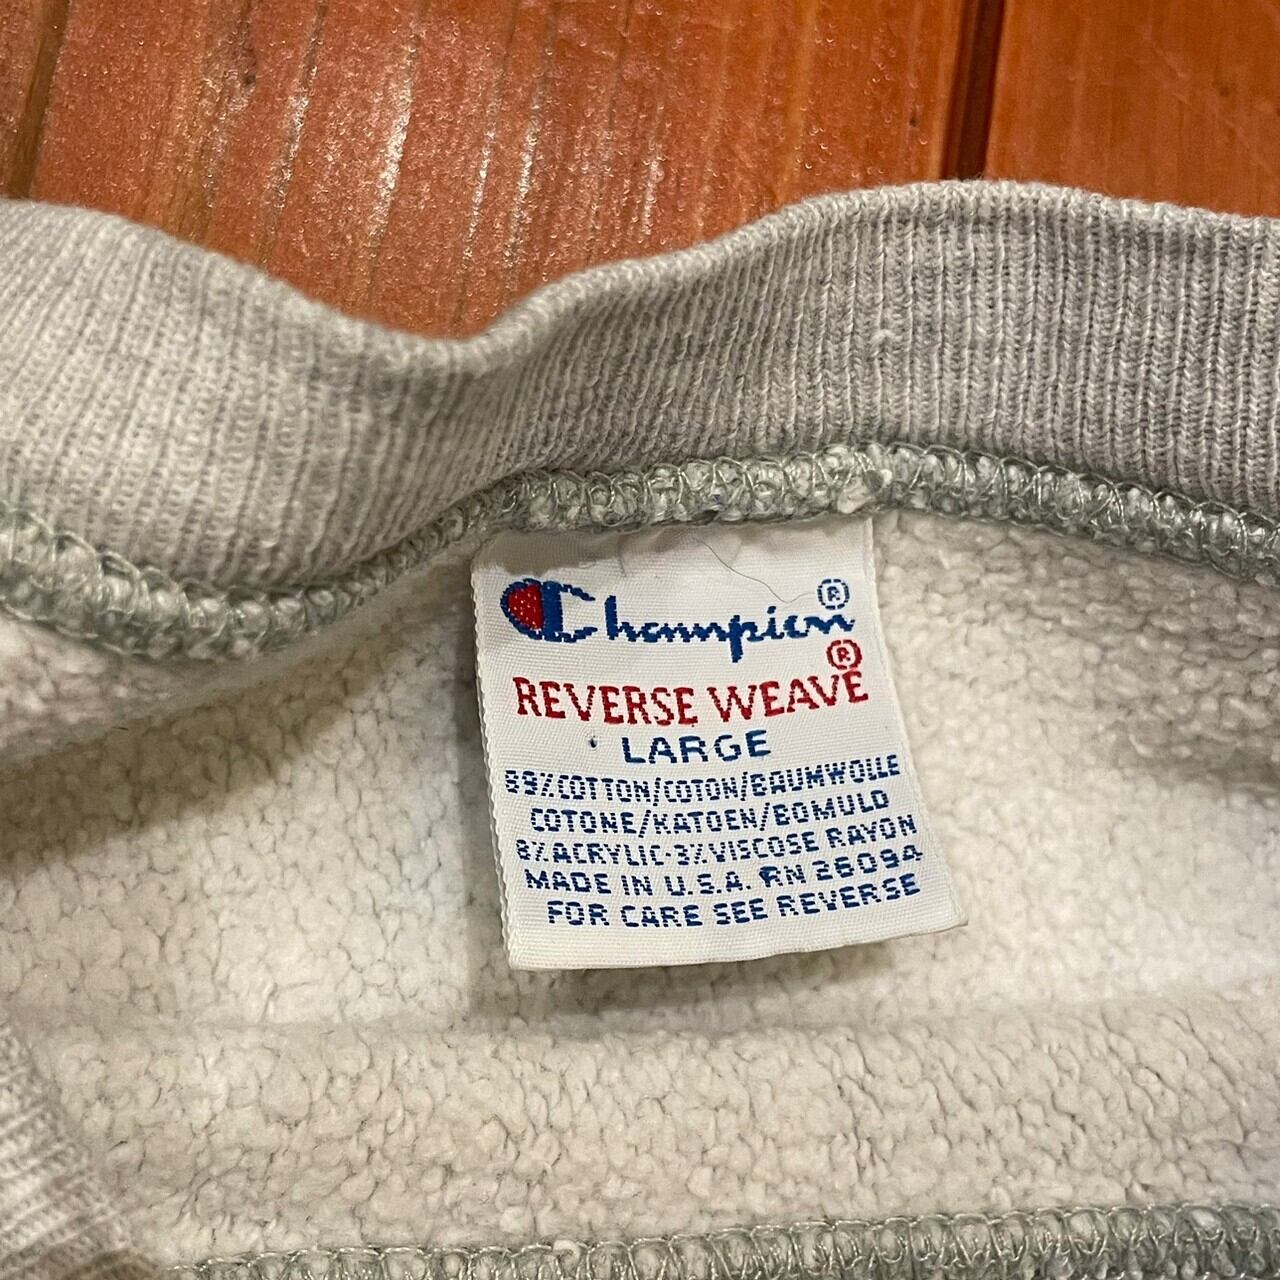 Champion®
REVERSE WEAVE®
LARGE
89%COTTON/COTON/BAUMWOLLE
COTONE/KATOEN/BOMULD
8%ACRYLIC·3%VISCOSE RAYON
MADE IN U.S.A. RN 26094
FOR CARE SEE REVERSE